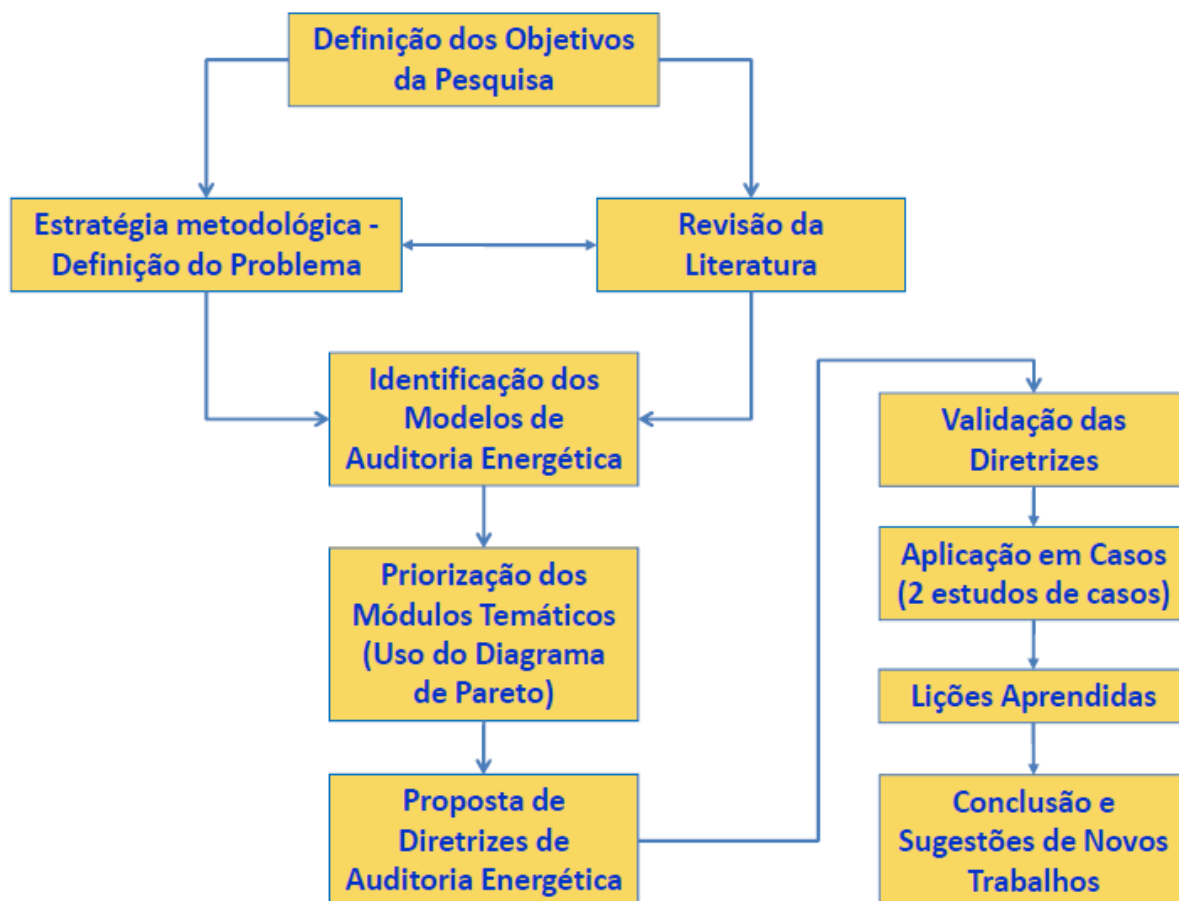 Definição dos Objetivos
da Pesquisa
Estratégia metodológica -
Definição do Problema
Revisão da
Literatura
Identificação dos
Modelos de
Auditoria Energética
Priorização dos
Módulos Temáticos
(Uso do Diagrama
de Pareto)
Proposta de
Diretrizes de
Auditoria Energética
Validação das
Diretrizes
Aplicação em Casos
(2 estudos de casos)
Lições Aprendidas
Conclusão e
Sugestões de Novos
Trabalhos